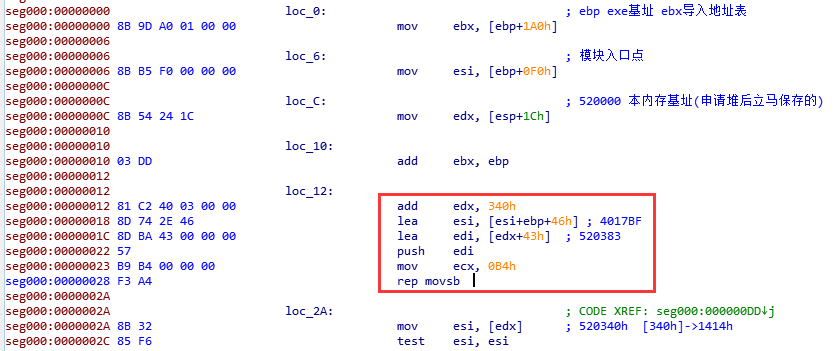 seg000:00000000 loc_0: ; ebp exe基址 ebx导入地址表
seg000:00000000 8B 9D A0 01 00 00 mov ebx, [ebp+1A0h]
seg000:00000006
seg000:00000006 loc_6: ; 模块入口点
seg000:00000006 8B B5 F0 00 00 00 mov esi, [ebp+0F0h]
seg000:0000000C
seg000:0000000C loc_C: ; 520000 本内存基址(申请堆后立马保存的)
seg000:0000000C 8B 54 24 1C mov edx, [esp+1Ch]
seg000:00000010
seg000:00000010 loc_10:
seg000:00000010 03 DD add ebx, ebp
seg000:00000012
seg000:00000012 loc_12:
seg000:00000012 81 C2 40 03 00 00 add edx, 340h
seg000:00000018 8D 74 2E 46 lea esi, [esi+ebp+46h] ; 4017BF
seg000:0000001C 8D BA 43 00 00 00 lea edi, [edx+43h] ; 520383
seg000:00000022 57 push edi
seg000:00000023 B9 B4 00 00 00 mov ecx, 0B4h
seg000:00000028 F3 A4 rep movsb
seg000:0000002A
seg000:0000002A loc_2A: ; CODE XREF: seg000:000000DD↓j
seg000:0000002A 8B 32 mov esi, [edx] ; 520340h [340h]->1414h
seg000:0000002C 85 F6 test esi, esi